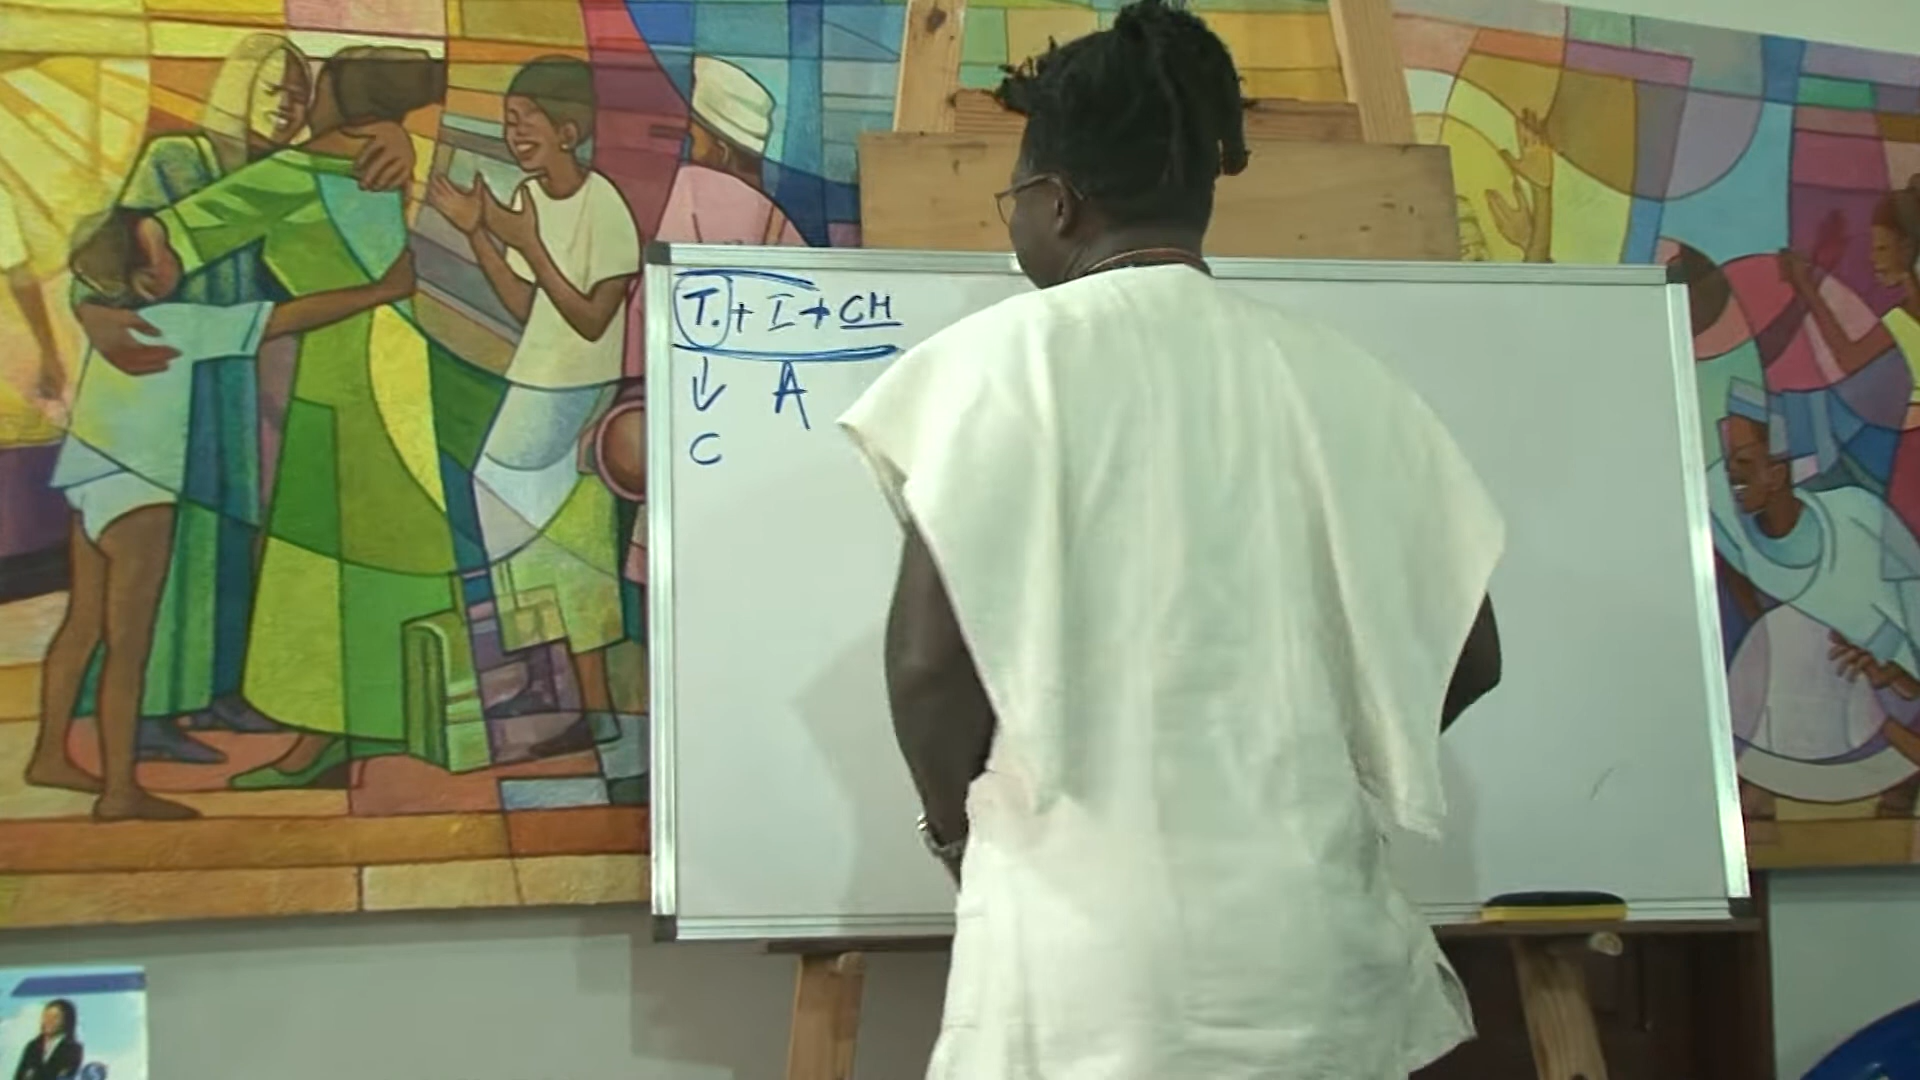 T. + I → CH
↓ A
C